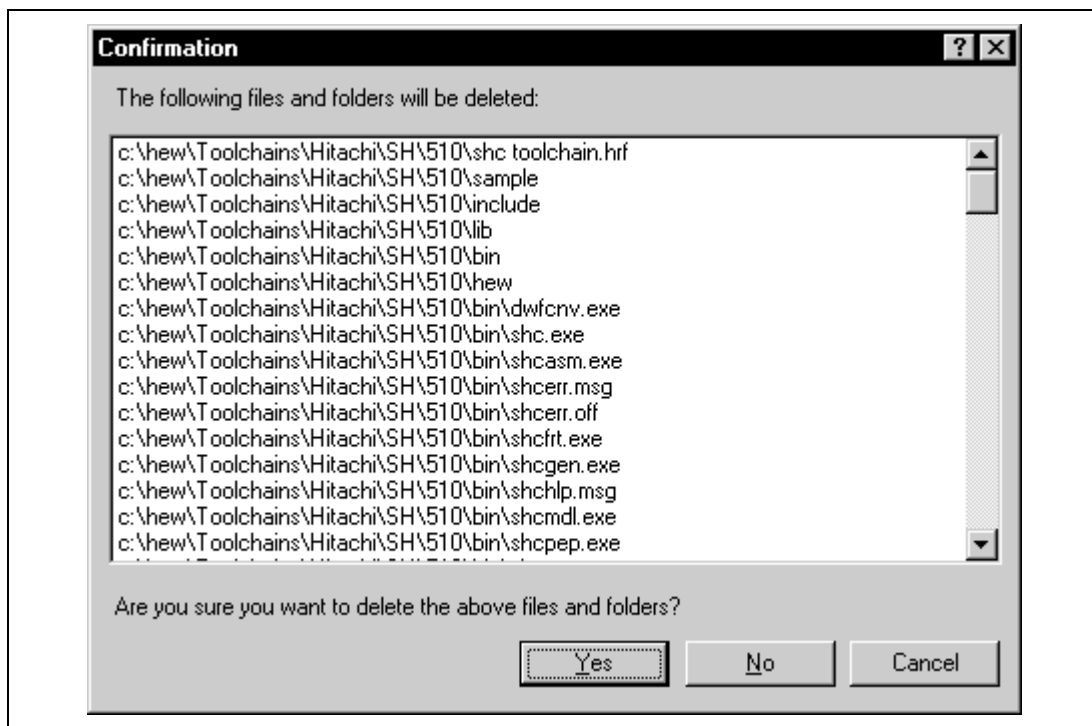 Confirmation
The following files and folders will be deleted:
c:\hew\Toolchains\Hitachi\SH\510\shc toolchain.hrf
c:\hew\Toolchains\Hitachi\SH\510\sample
c:\hew\Toolchains\Hitachi\SH\510\include
c:\hew\Toolchains\Hitachi\SH\510\lib
c:\hew\Toolchains\Hitachi\SH\510\bin
c:\hew\Toolchains\Hitachi\SH\510\hew
c:\hew\Toolchains\Hitachi\SH\510\bin\dwfcnv.exe
c:\hew\Toolchains\Hitachi\SH\510\bin\shc.exe
c:\hew\Toolchains\Hitachi\SH\510\bin\shcasm.exe
c:\hew\Toolchains\Hitachi\SH\510\bin\shcerr.msg
c:\hew\Toolchains\Hitachi\SH\510\bin\shcerr.off
c:\hew\Toolchains\Hitachi\SH\510\bin\shcfrt.exe
c:\hew\Toolchains\Hitachi\SH\510\bin\shcgen.exe
c:\hew\Toolchains\Hitachi\SH\510\bin\shchlp.msg
c:\hew\Toolchains\Hitachi\SH\510\bin\shcmdl.exe
c:\hew\Toolchains\Hitachi\SH\510\bin\shcpep.exe
Are you sure you want to delete the above files and folders?
Yes No Cancel